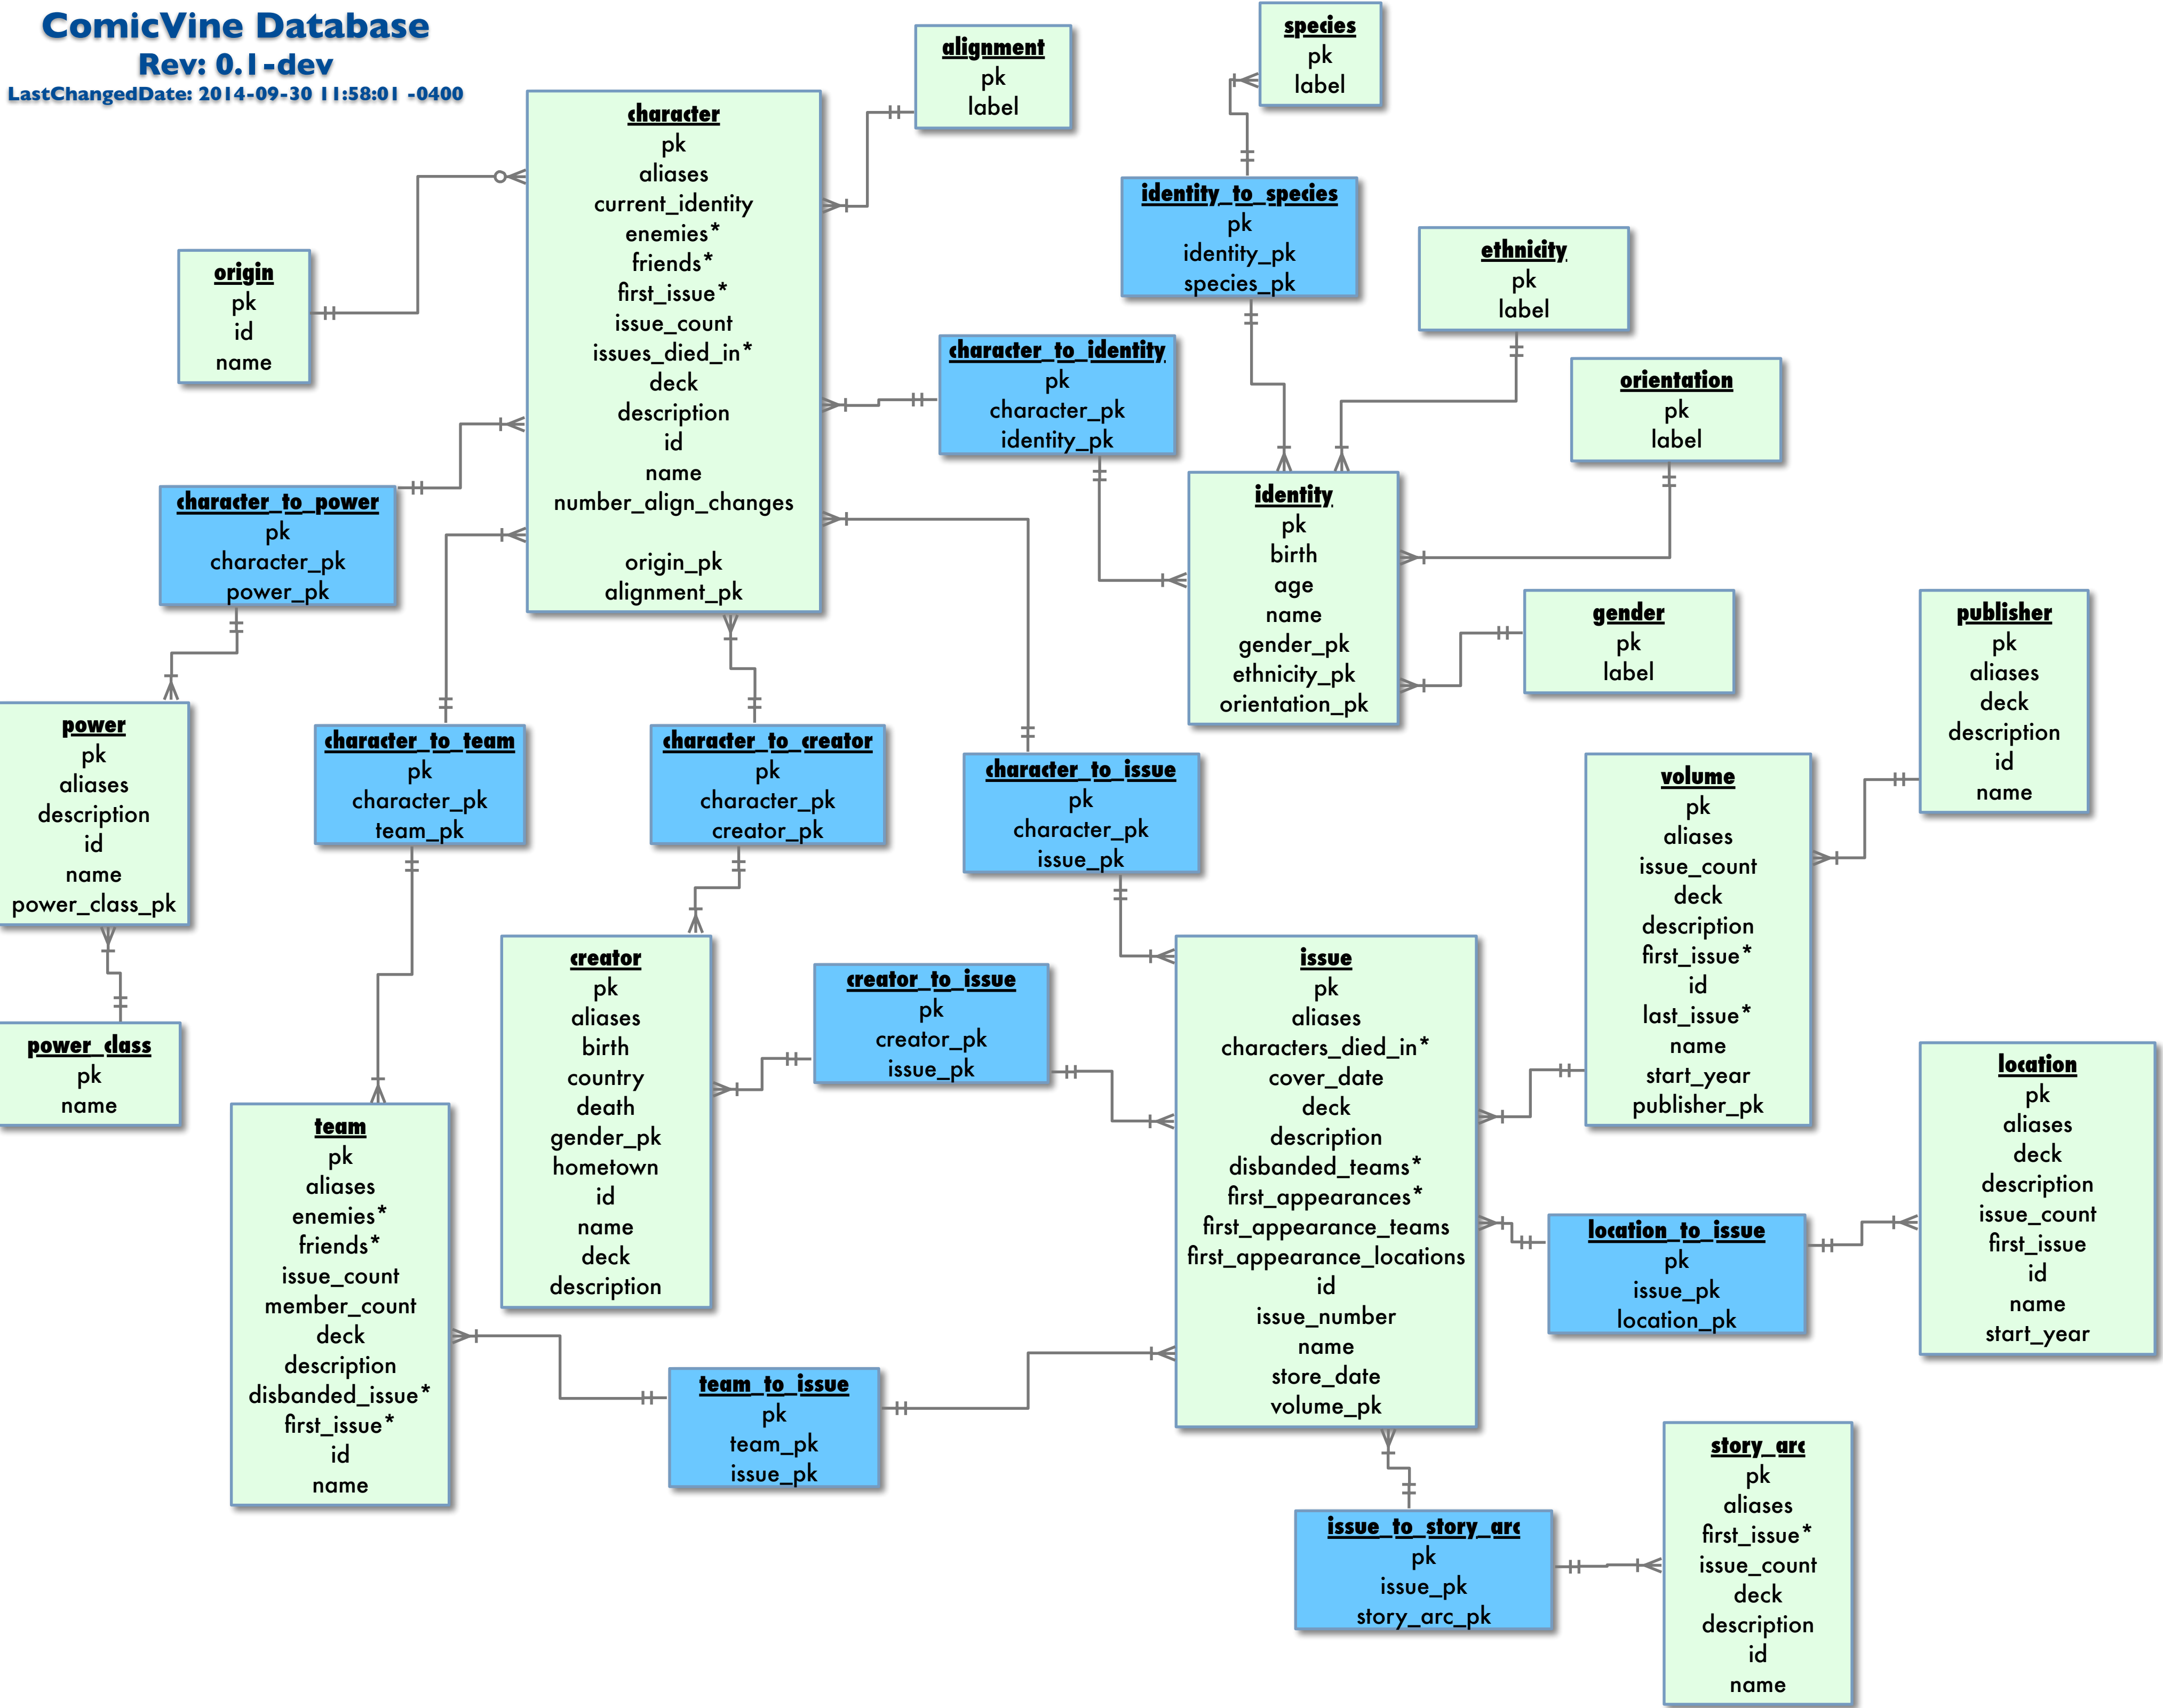 ComicVine Database
Rev: 0.1-dev
LastChangedDate: 2014-09-30 11:58:01 -0400
species
pk
label
alignment
pk
label
character
pk
aliases
current_identity
enemies*
friends*
first_issue*
issue_count
issues_died_in*
deck
description
id
name
number_align_changes
origin_pk
alignment_pk
identity_to_species
pk
identity_pk
species_pk
ethnicity
pk
label
origin
pk
id
name
character_to_identity
pk
character_pk
identity_pk
orientation
pk
label
identity
pk
birth
age
name
gender_pk
ethnicity_pk
orientation_pk
character_to_power
pk
character_pk
power_pk
gender
pk
label
publisher
pk
aliases
deck
description
id
name
power
pk
aliases
description
id
name
power_class_pk
character_to_team
pk
character_pk
team_pk
character_to_creator
pk
character_pk
creator_pk
character_to_issue
pk
character_pk
issue_pk
volume
pk
aliases
issue_count
deck
description
first_issue*
id
last_issue*
name
start_year
publisher_pk
creator
pk
aliases
birth
country
death
gender_pk
hometown
id
name
deck
description
creator_to_issue
pk
creator_pk
issue_pk
issue
pk
aliases
characters_died_in*
cover_date
deck
description
disbanded_teams*
first_appearances*
first_appearance_teams
first_appearance_locations
id
issue_number
name
store_date
volume_pk
power_class
pk
name
location
pk
aliases
deck
description
issue_count
first_issue
id
name
start_year
team
pk
aliases
enemies*
friends*
issue_count
member_count
deck
description
disbanded_issue*
first_issue*
id
name
location_to_issue
pk
issue_pk
location_pk
team_to_issue
pk
team_pk
issue_pk
story_arc
pk
aliases
first_issue*
issue_count
deck
description
id
name
issue_to_story_arc
pk
issue_pk
story_arc_pk